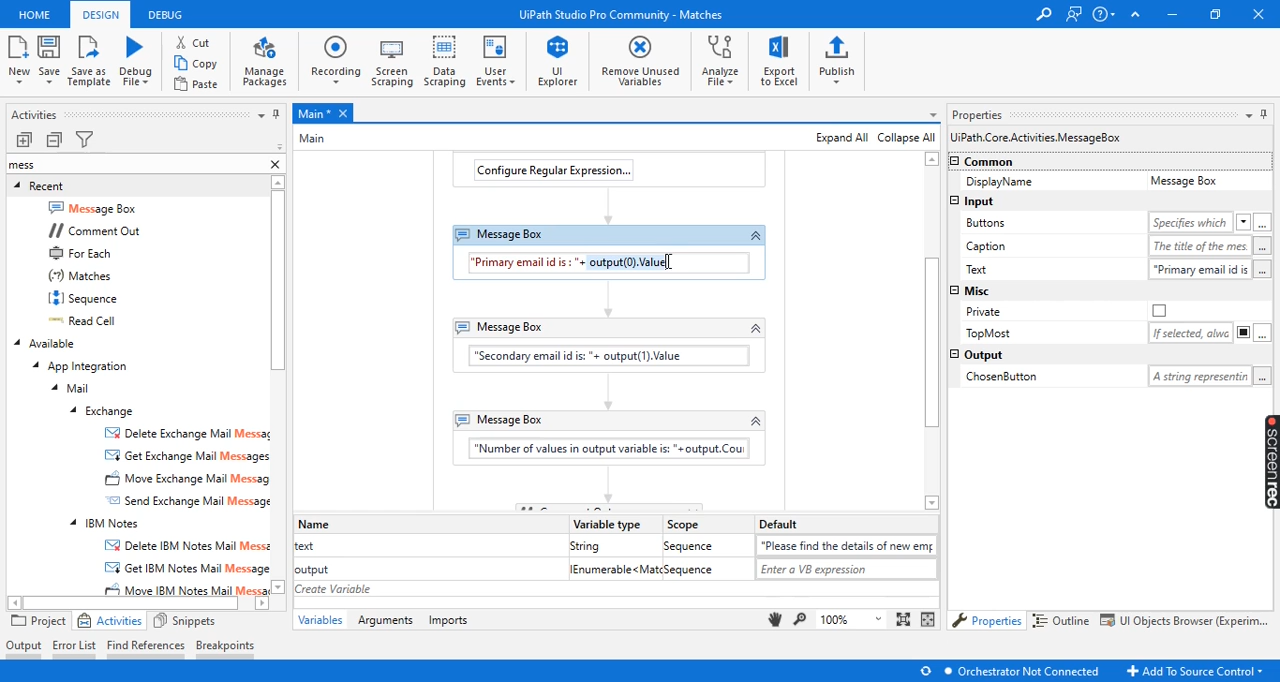 HOME DESIGN DEBUG UiPath Studio Pro Community - Matches
New Save Save as Template Debug File Cut Copy Paste Manage Packages Recording Screen Scraping Data Scraping User Events UI Explorer Remove Unused Variables Analyze File Export to Excel Publish
Activities
mess
Recent
Message Box
Comment Out
For Each
Matches
Sequence
Read Cell
Available
App Integration
Mail
Exchange
Delete Exchange Mail Messag
Get Exchange Mail Messages
Move Exchange Mail Messag
Send Exchange Mail Message
IBM Notes
Delete IBM Notes Mail Messa
Get IBM Notes Mail Message
Move IBM Notes Mail Messa
Project Activities Snippets
Main *
Main Expand All Collapse All
Configure Regular Expression...
Message Box
"Primary email id is : "+ output(0).Value
Message Box
"Secondary email id is: "+ output(1).Value
Message Box
"Number of values in output variable is: "+output.Cou
Name Variable type Scope Default
text String Sequence "Please find the details of new emp
output IEnumerable<Matc Sequence Enter a VB expression
Create Variable
Variables Arguments Imports 100%
Properties
UiPath.Core.Activities.MessageBox
Common
DisplayName Message Box
Input
Buttons Specifies which ...
Caption The title of the mes. ...
Text "Primary email id is ...
Misc
Private
TopMost If selected, alwa ...
Output
ChosenButton A string representin ...
Properties Outline UI Objects Browser (Experim...
screenrec
Output Error List Find References Breakpoints
Orchestrator Not Connected Add To Source Control